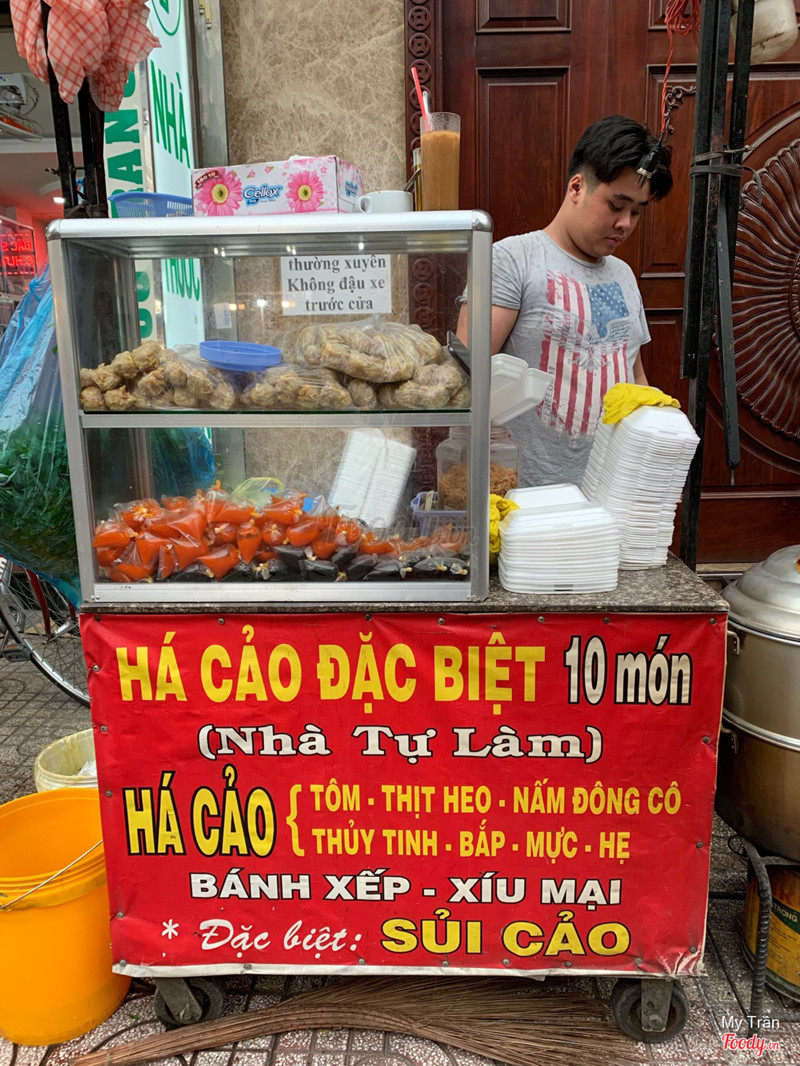 NHÀ
Cellox
thường xuyên
Không đậu xe
trước cửa
HÁ CẢO ĐẶC BIỆT 10 món
(Nhà Tự Làm)
HÁ CẢO { TÔM - THỊT HEO - NẤM ĐÔNG CÔ
THỦY TINH - BẮP - MỰC - HẸ
BÁNH XẾP - XÍU MẠI
* Đặc biệt: SỦI CẢO
My Trần
Foody.vn